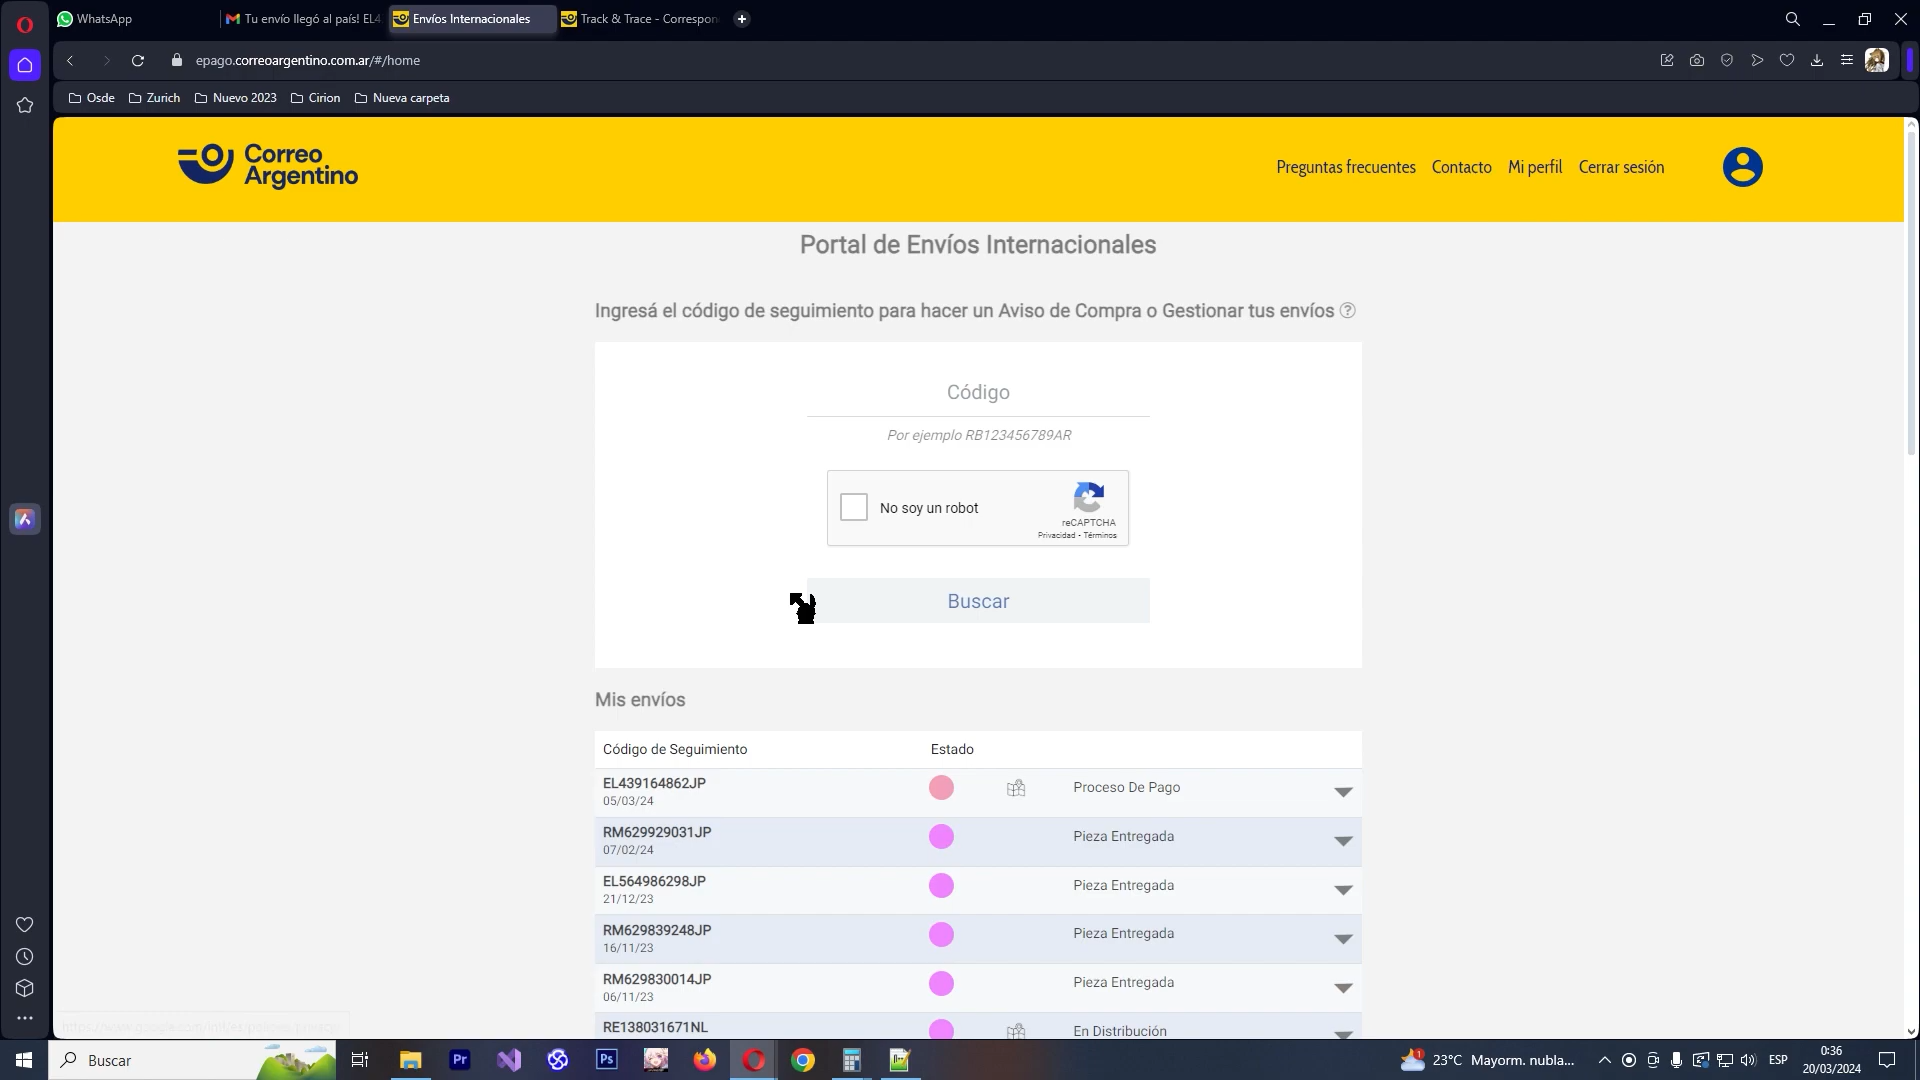 WhatsApp
Tu envío llegó al país! EL4
Envíos Internacionales
Track & Trace - Correspon
epago.correoargentino.com.ar/#/home
Osde
Zurich
Nuevo 2023
Cirion
Nueva carpeta
Correo
Argentino
Preguntas frecuentes
Contacto
Mi perfil
Cerrar sesión
Portal de Envíos Internacionales
Ingresá el código de seguimiento para hacer un Aviso de Compra o Gestionar tus envíos ?
Código
Por ejemplo RB123456789AR
No soy un robot
reCAPTCHA
Privacidad - Términos
Buscar
Mis envíos
Código de Seguimiento Estado
EL439164862JP
05/03/24
Proceso De Pago
RM629929031JP
07/02/24
Pieza Entregada
EL564986298JP
21/12/23
Pieza Entregada
RM629839248JP
16/11/23
Pieza Entregada
RM629830014JP
06/11/23
Pieza Entregada
RE138031671NL
En Distribución
Buscar
Pr
Ps
1
23°C Mayorm. nubla...
ESP
0:36
20/03/2024